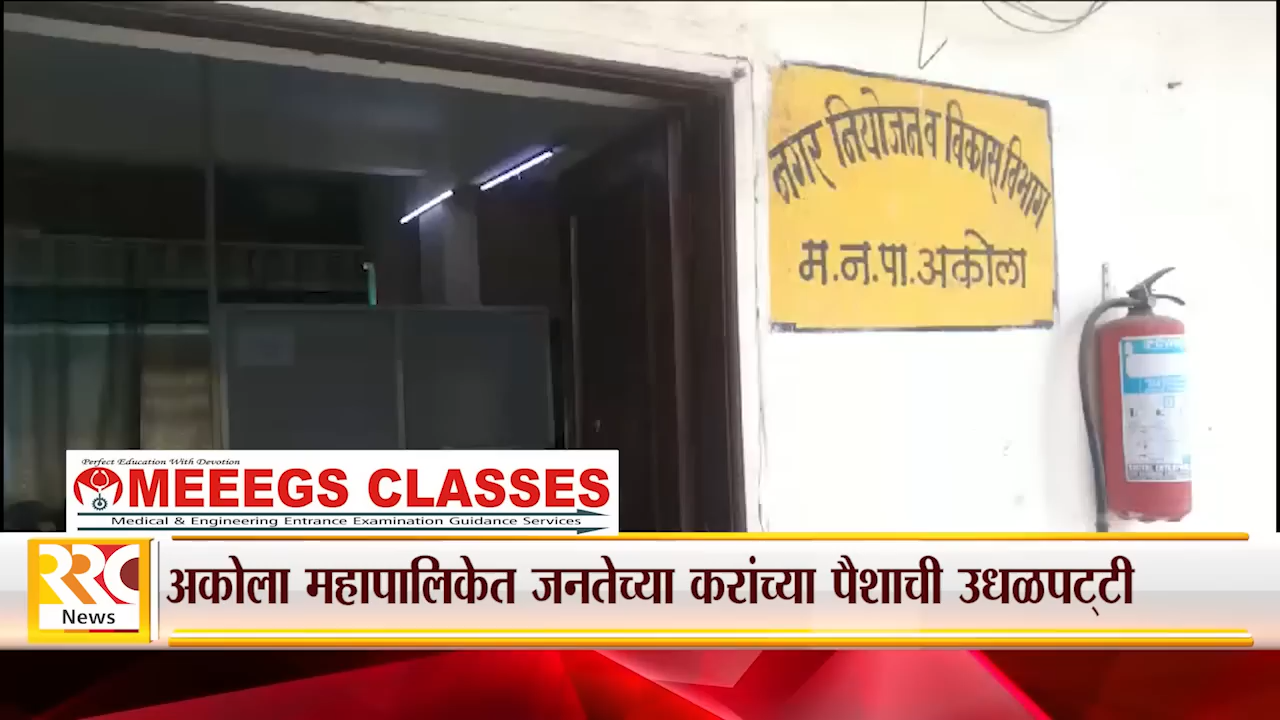 नगर नियोजन व विकास विभाग
म.न.पा.अकोला
Perfect Education With Devotion
OMEEEGS CLASSES
Medical & Engineering Entrance Examination Guidance Services
RRC
News
अकोला महापालिकेत जनतेच्या करांच्या पैशाची उधळपट्टी